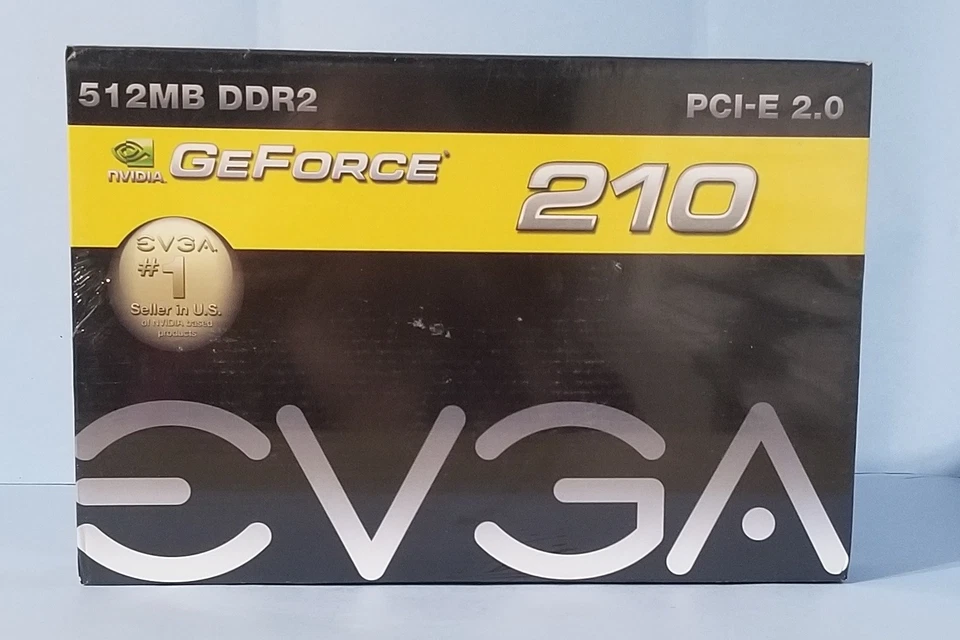 512MB DDR2
PCI-E 2.0
NVIDIA.
GEFORCE
210
EVGA.
#1
Seller in U.S.
of NVIDIA based
products
EVGA